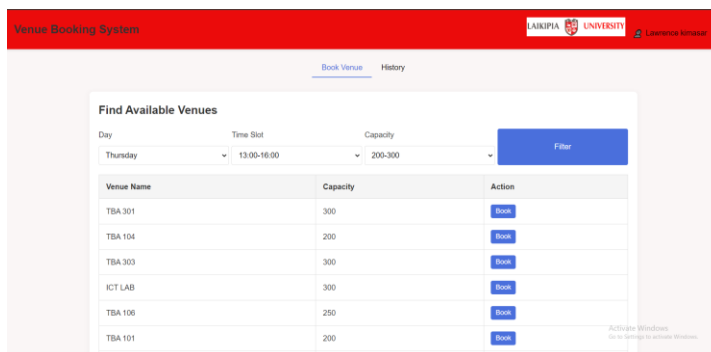 Venue Booking System
LAIKIPIA UNIVERSITY
Lawrence lomasar
Book Venue History
Find Available Venues
Day Time Slot Capacity
Thursday 13:00-16:00 200-300 Filter
Venue Name Capacity Action
TBA 301 300 Book
TBA 104 200 Book
TBA 303 300 Book
ICT LAB 300 Book
TBA 106 250 Book
TBA 101 200 Book
Activate Windows
Go to Settings to activate Windows.